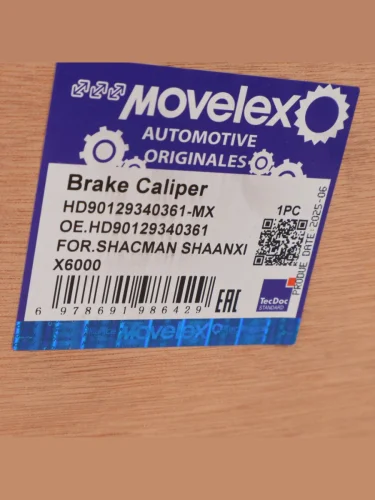 Movelex
AUTOMOTIVE
ORIGINALES
Brake Caliper
HD90129340361-MX
1PC
OE.HD90129340361
FOR.SHACMAN SHAANXI
X6000
PRODUE DATE 2025-06
EAC
TecDoc
STANDARD
6 978691 986429
MOVELEX